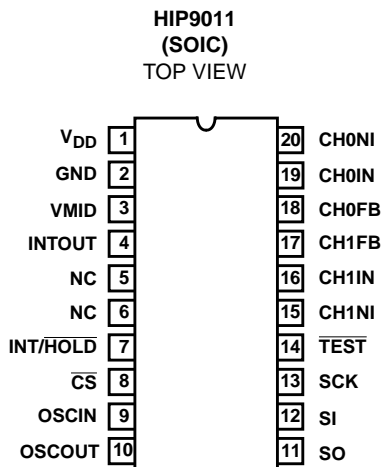 HIP9011
(SOIC)
TOP VIEW
VDD 1 20 CH0NI
GND 2 19 CH0IN
VMID 3 18 CH0FB
INTOUT 4 17 CH1FB
NC 5 16 CH1IN
NC 6 15 CH1NI
INT/HOLD 7 14 TEST
CS 8 13 SCK
OSCIN 9 12 SI
OSCOUT 10 11 SO